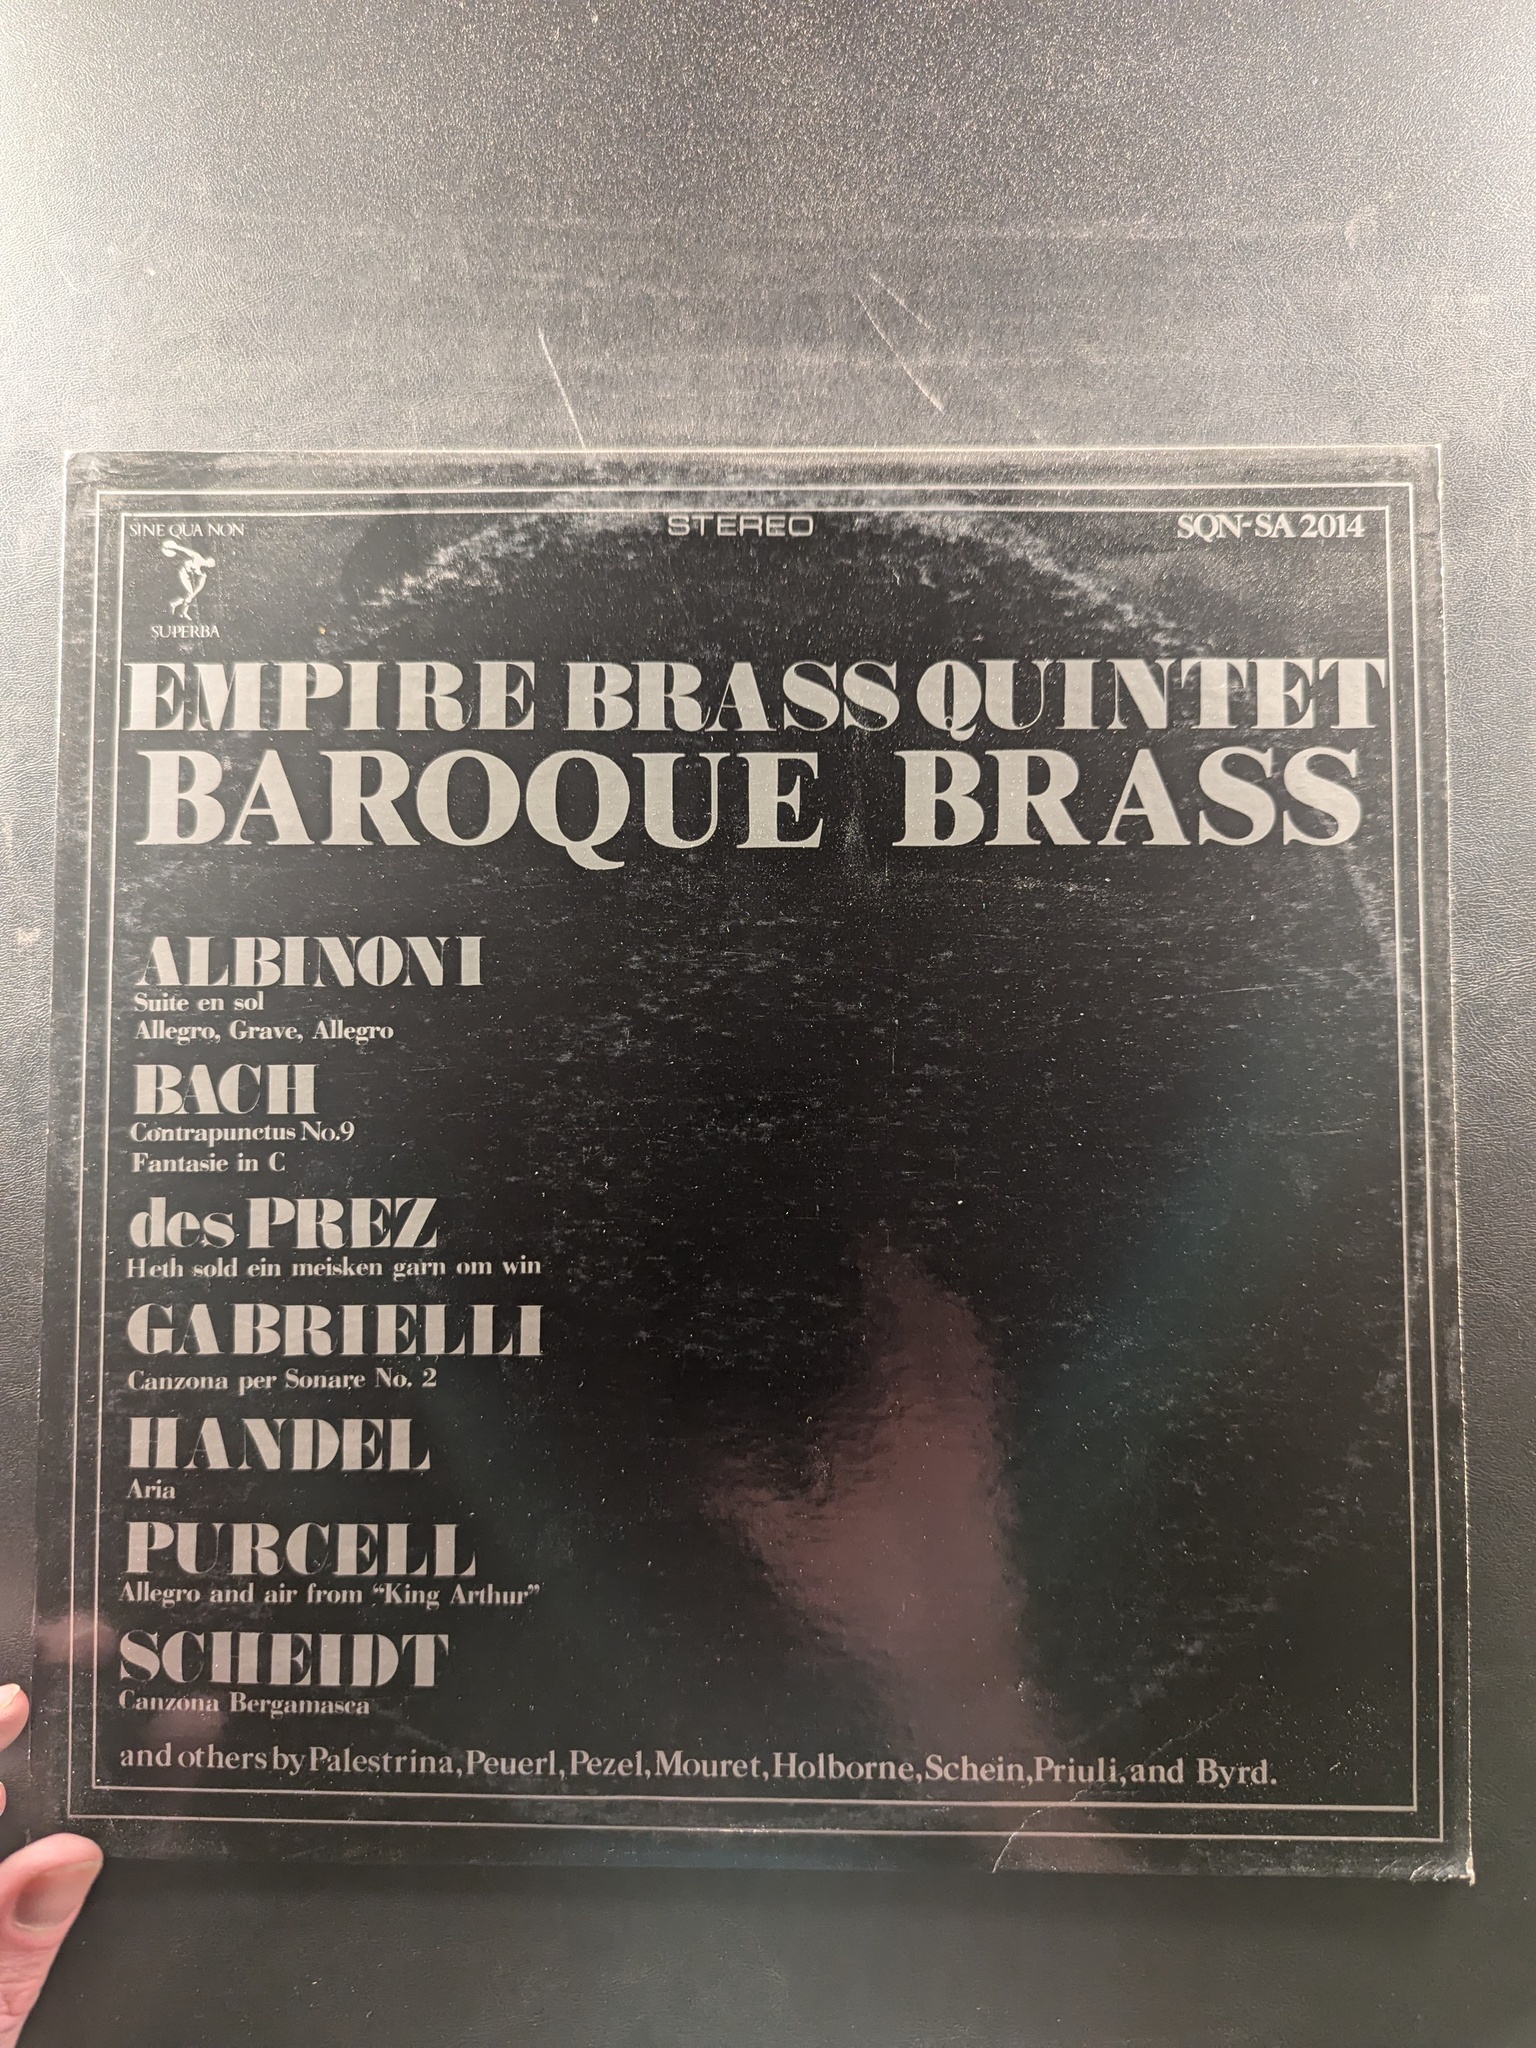 SINE QUA NON
STEREO
SQN-SA 2014
SUPERBA
EMPIRE BRASS QUINTET
BAROQUE BRASS
ALBINONI
Suite en sol
Allegro, Grave, Allegro
BACH
Contrapunctus No.9
Fantasie in C
des PREZ
Heth sold ein meisken garn om win
GABRIELLI
Canzona per Sonare No. 2
HANDEL
Aria
PURCELL
Allegro and air from “King Arthur”
SCHEIDT
Canzona Bergamasca
and others by Palestrina, Peuerl, Pezel, Mouret, Holborne, Schein, Priuli, and Byrd.